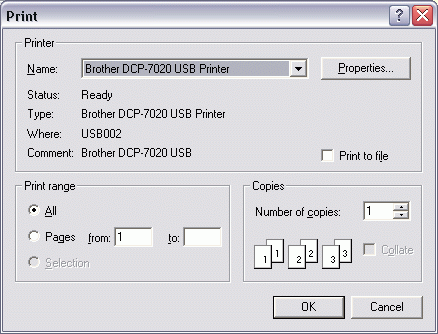 Print
Printer
Name: Brother DCP-7020 USB Printer Properties...
Status: Ready
Type: Brother DCP-7020 USB Printer
Where: USB002
Comment: Brother DCP-7020 USB Print to file
Print range
All
Pages from: 1 to:
Selection
Copies
Number of copies: 1
1 1 2 2 3 3 Collate
OK Cancel